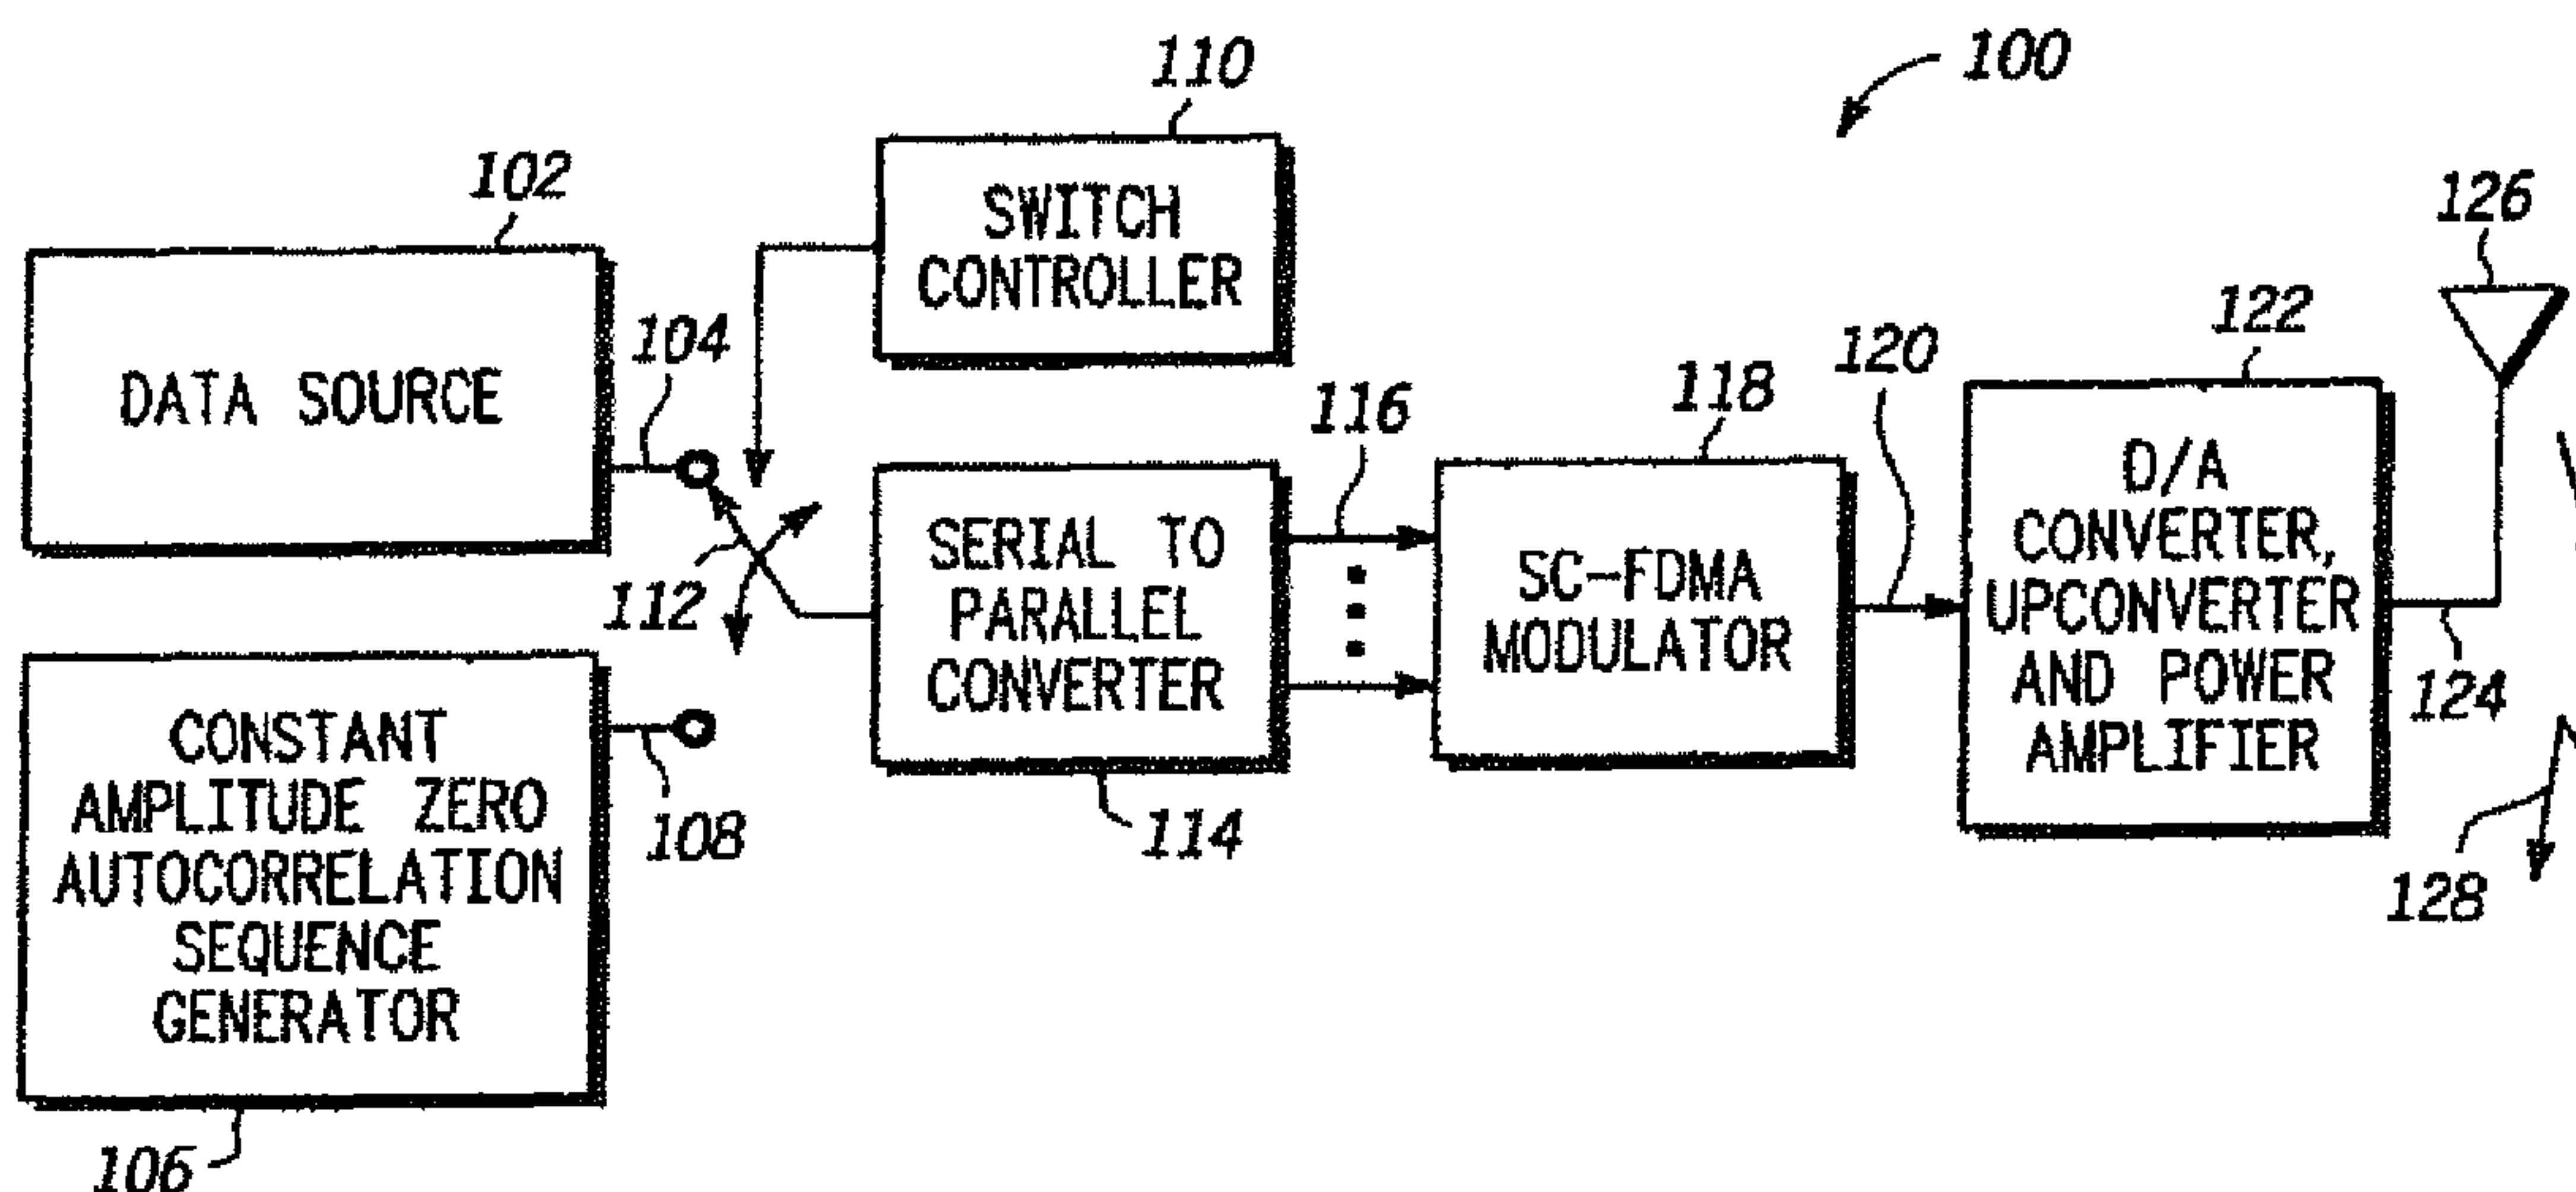 100
110
SWITCH
CONTROLLER
102
DATA SOURCE
104
112
CONSTANT
AMPLITUDE ZERO
AUTOCORRELATION
SEQUENCE
GENERATOR
106
108
SERIAL TO
PARALLEL
CONVERTER
114
116
SC-FDMA
MODULATOR
118
120
122
D/A
CONVERTER,
UPCONVERTER
AND POWER
AMPLIFIER
124
126
128